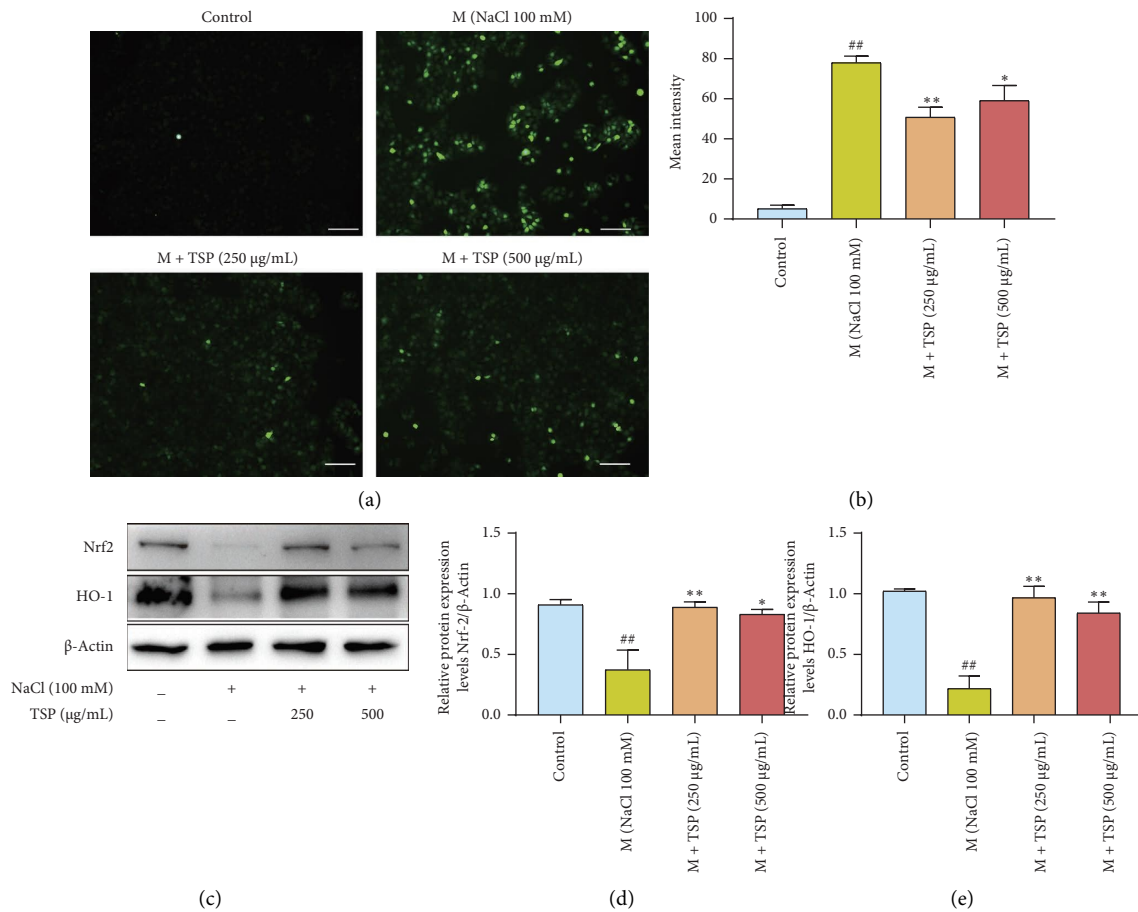 Control
M (NaCl 100 mM)
M + TSP (250 μg/mL)
M + TSP (500 μg/mL)
(a)
Mean intensity
100
80
60
40
20
0
##
**
*
Control
M (NaCl 100 mM)
M + TSP (250 μg/mL)
M + TSP (500 μg/mL)
(b)
Nrf2
HO-1
β-Actin
NaCl (100 mM) – + + +
TSP (μg/mL) – – 250 500
(c)
Relative protein expression
levels Nrf-2/β-Actin
1.5
1.0
0.5
0.0
##
**
*
Control
M (NaCl 100 mM)
M + TSP (250 μg/mL)
M + TSP (500 μg/mL)
(d)
Relative protein expression
levels HO-1/β-Actin
1.5
1.0
0.5
0.0
##
**
**
Control
M (NaCl 100 mM)
M + TSP (250 μg/mL)
M + TSP (500 μg/mL)
(e)